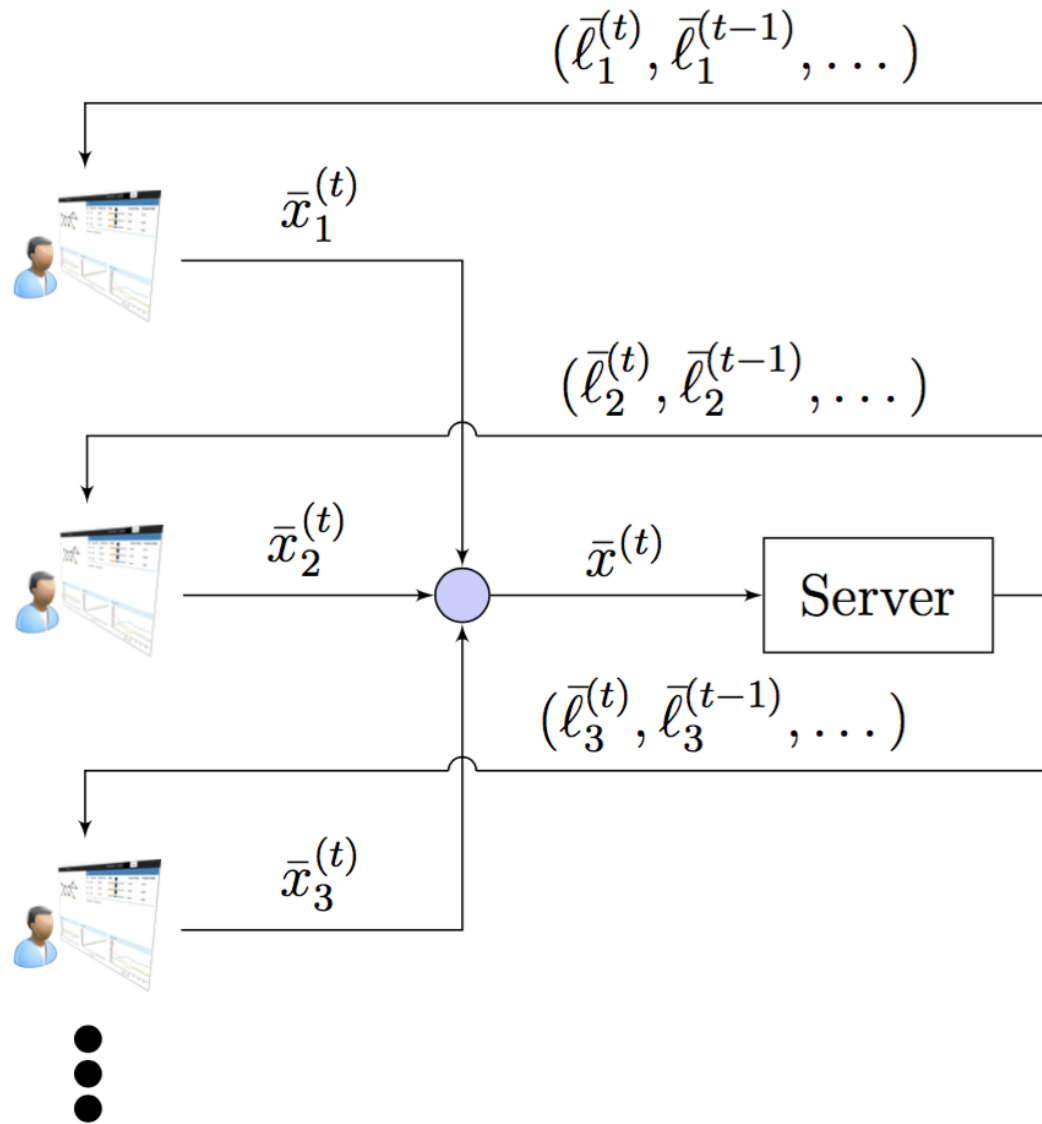 (ℓ̄₁⁽ᵗ⁾, ℓ̄₁⁽ᵗ⁻¹⁾, . . . )
x̄₁⁽ᵗ⁾
(ℓ̄₂⁽ᵗ⁾, ℓ̄₂⁽ᵗ⁻¹⁾, . . . )
x̄₂⁽ᵗ⁾ x̄⁽ᵗ⁾
Server
(ℓ̄₃⁽ᵗ⁾, ℓ̄₃⁽ᵗ⁻¹⁾, . . . )
x̄₃⁽ᵗ⁾